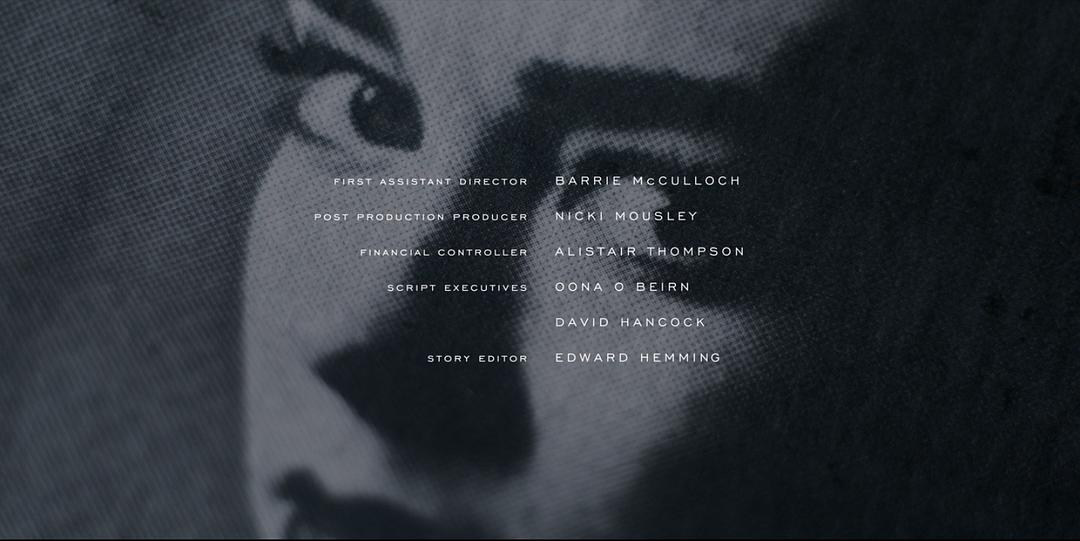 FIRST ASSISTANT DIRECTOR BARRIE McCULLOCH
POST PRODUCTION PRODUCER NICKI MOUSLEY
FINANCIAL CONTROLLER ALISTAIR THOMPSON
SCRIPT EXECUTIVES OONA O BEIRN
DAVID HANCOCK
STORY EDITOR EDWARD HEMMING